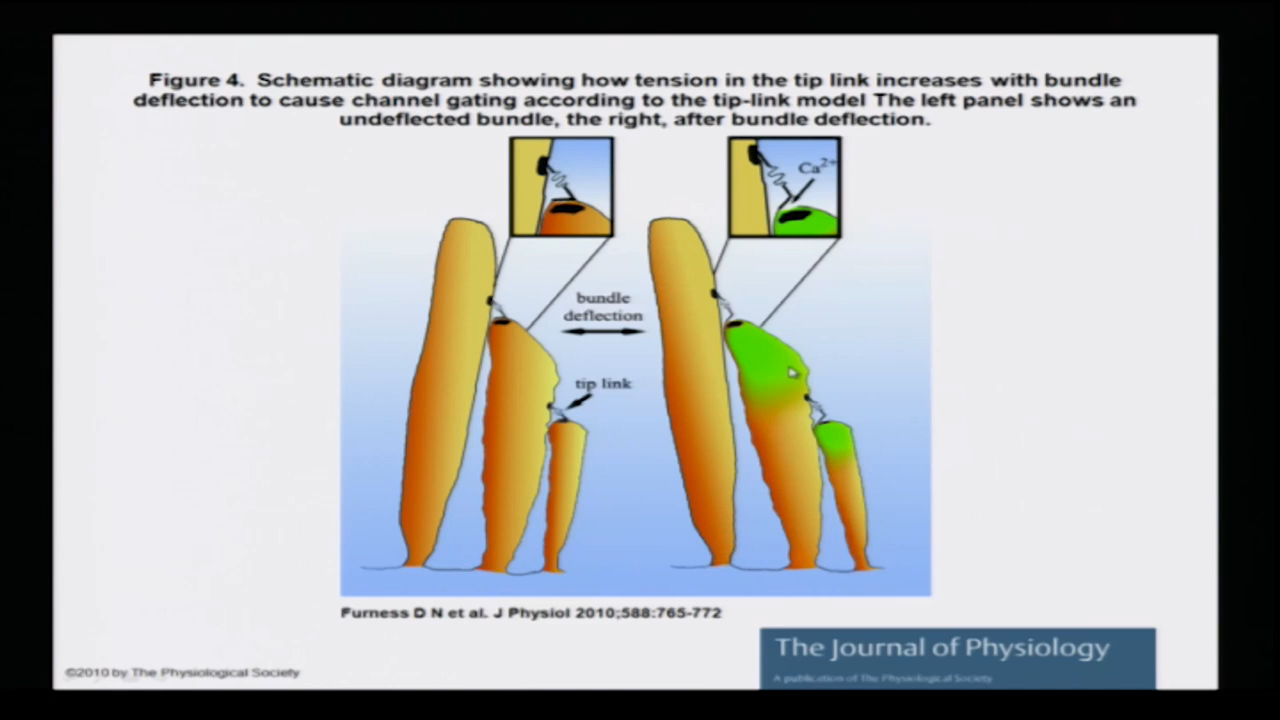 Figure 4. Schematic diagram showing how tension in the tip link increases with bundle
deflection to cause channel gating according to the tip-link model The left panel shows an
undeflected bundle, the right, after bundle deflection.
Ca2+
bundle
deflection
tip link
Furness D N et al. J Physiol 2010;588:765-772
The Journal of Physiology
A publication of The Physiological Society
©2010 by The Physiological Society